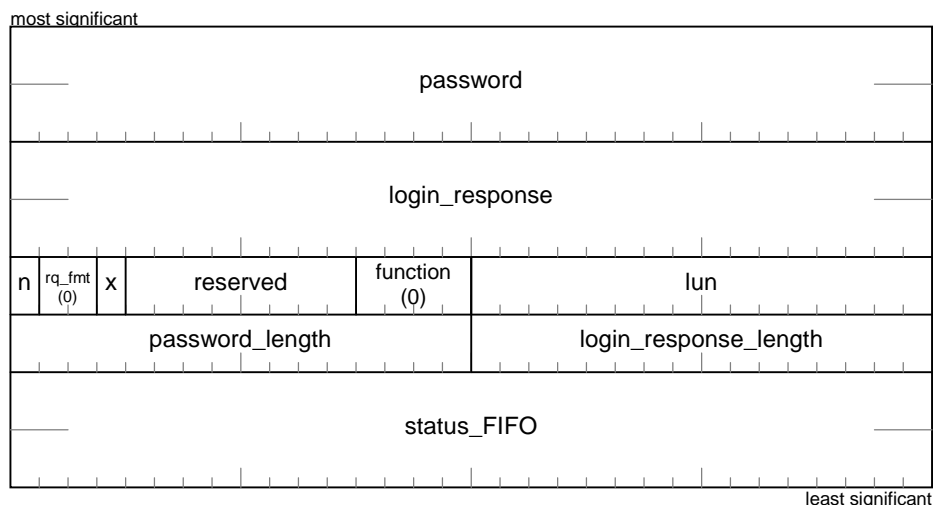 most significant
password
login_response
n
rq_fmt
(0)
x
reserved
function
(0)
lun
password_length
login_response_length
status_FIFO
least significant